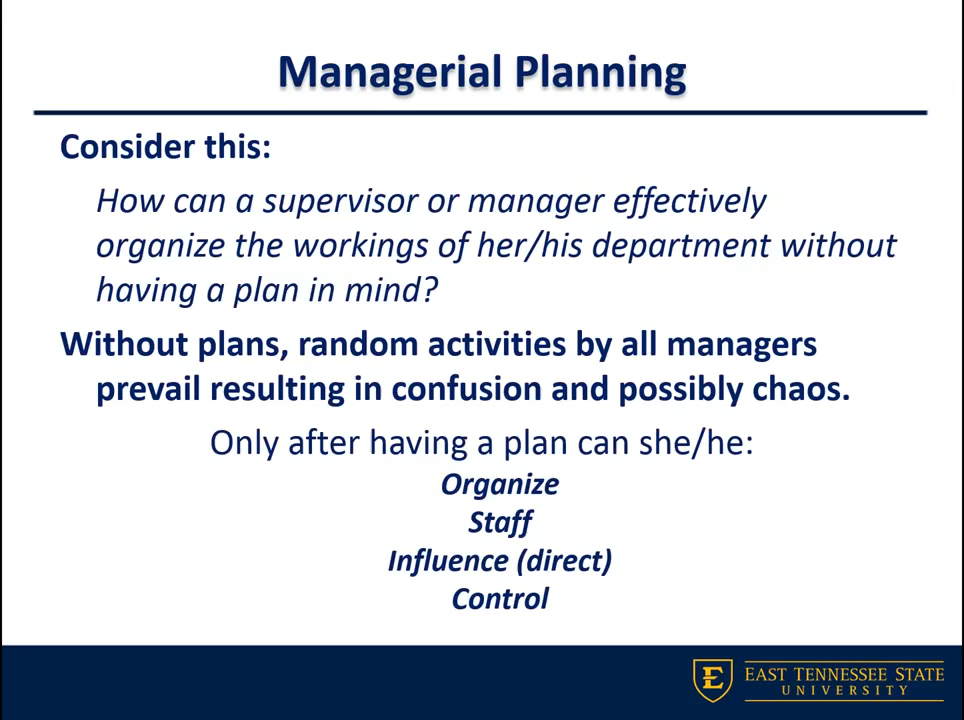 Managerial Planning
Consider this:
How can a supervisor or manager effectively
organize the workings of her/his department without
having a plan in mind?
Without plans, random activities by all managers
prevail resulting in confusion and possibly chaos.
Only after having a plan can she/he:
Organize
Staff
Influence (direct)
Control
E
EAST TENNESSEE STATE
UNIVERSITY